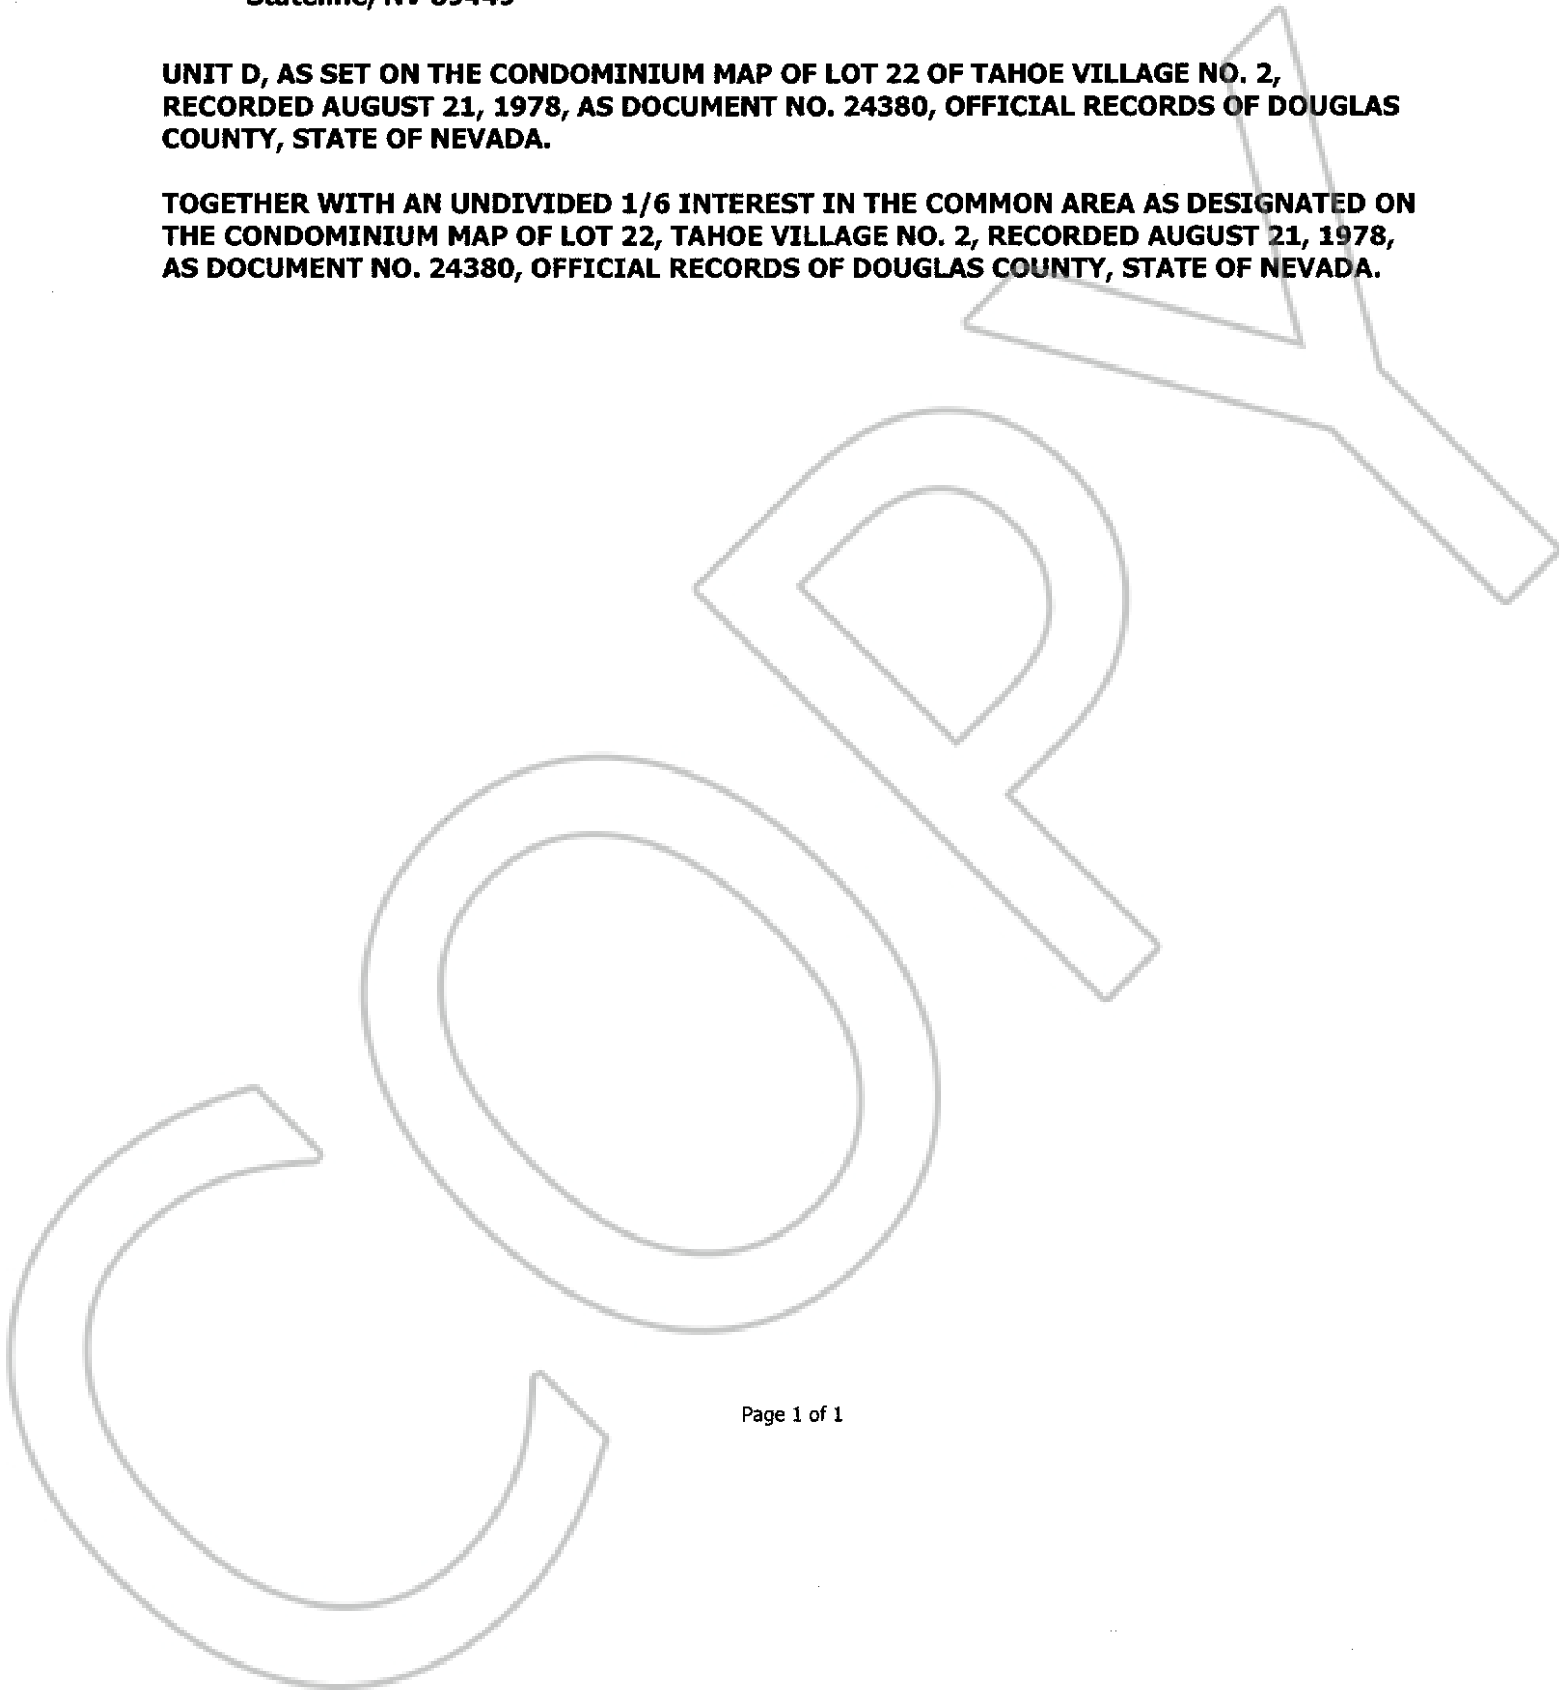 Stateline, NV 89449
UNIT D, AS SET ON THE CONDOMINIUM MAP OF LOT 22 OF TAHOE VILLAGE NO. 2,
RECORDED AUGUST 21, 1978, AS DOCUMENT NO. 24380, OFFICIAL RECORDS OF DOUGLAS
COUNTY, STATE OF NEVADA.
TOGETHER WITH AN UNDIVIDED 1/6 INTEREST IN THE COMMON AREA AS DESIGNATED ON
THE CONDOMINIUM MAP OF LOT 22, TAHOE VILLAGE NO. 2, RECORDED AUGUST 21, 1978,
AS DOCUMENT NO. 24380, OFFICIAL RECORDS OF DOUGLAS COUNTY, STATE OF NEVADA.
COPY
Page 1 of 1